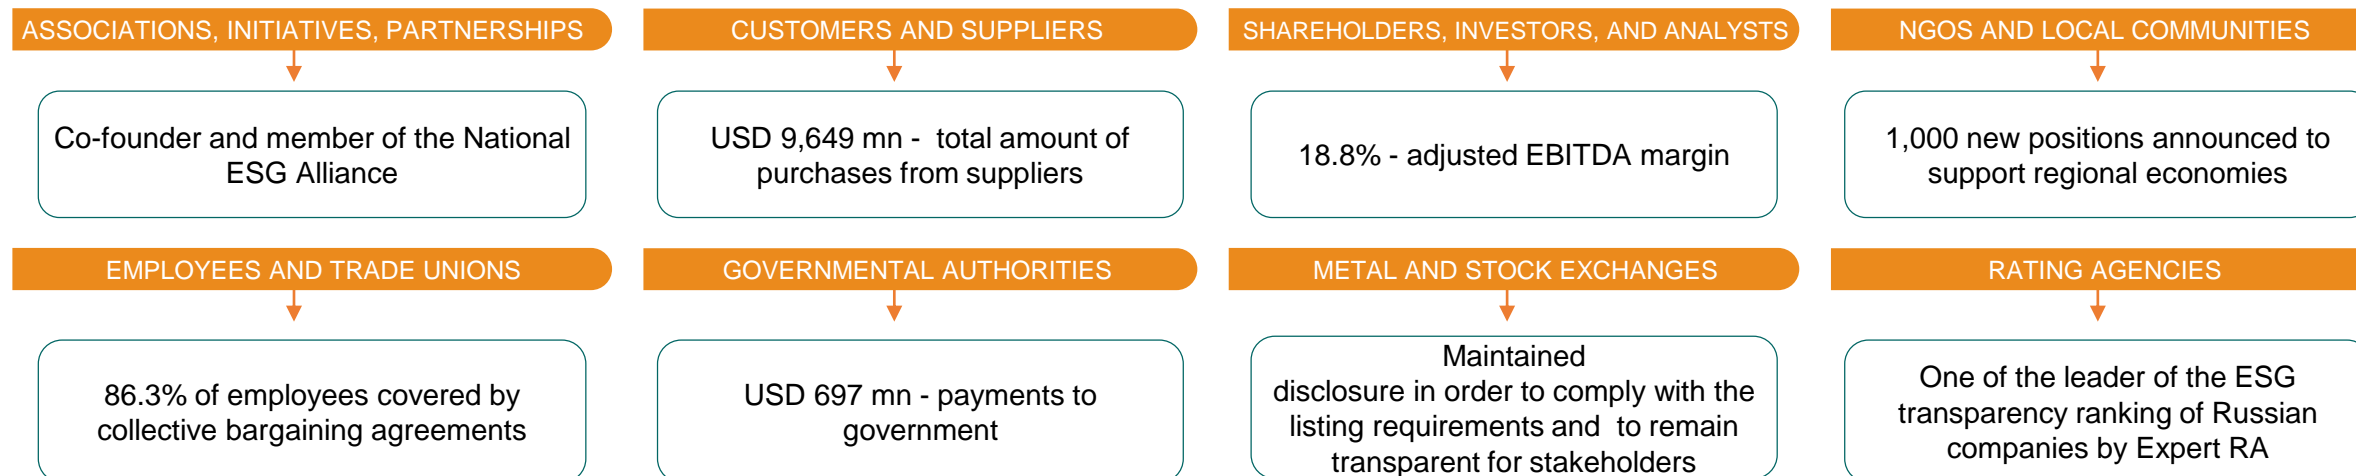 ASSOCIATIONS, INITIATIVES, PARTNERSHIPS
Co-founder and member of the National
ESG Alliance
CUSTOMERS AND SUPPLIERS
USD 9,649 mn - total amount of
purchases from suppliers
SHAREHOLDERS, INVESTORS, AND ANALYSTS
18.8% - adjusted EBITDA margin
NGOS AND LOCAL COMMUNITIES
1,000 new positions announced to
support regional economies
EMPLOYEES AND TRADE UNIONS
86.3% of employees covered by
collective bargaining agreements
GOVERNMENTAL AUTHORITIES
USD 697 mn - payments to
government
METAL AND STOCK EXCHANGES
Maintained
disclosure in order to comply with the
listing requirements and to remain
transparent for stakeholders
RATING AGENCIES
One of the leader of the ESG
transparency ranking of Russian
companies by Expert RA